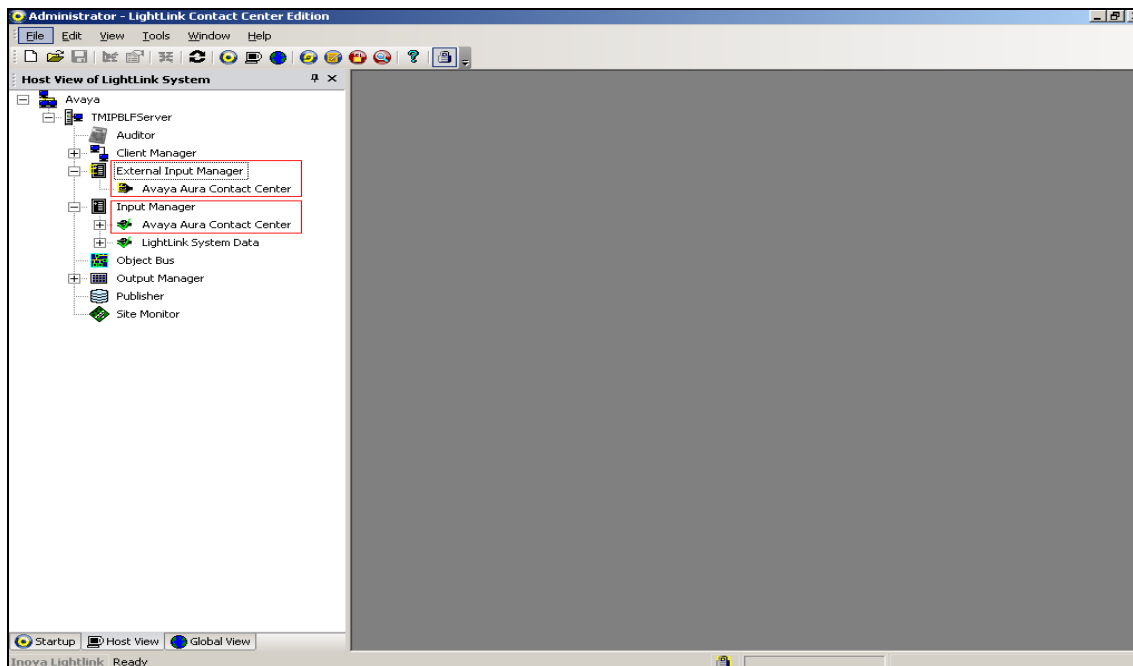 Administrator - LightLink Contact Center Edition
File Edit View Tools Window Help
Host View of LightLink System
Avaya
TMIPBLFServer
Auditor
Client Manager
External Input Manager
Avaya Aura Contact Center
Input Manager
Avaya Aura Contact Center
LightLink System Data
Object Bus
Output Manager
Publisher
Site Monitor
Startup Host View Global View
Inova Lightlink Ready